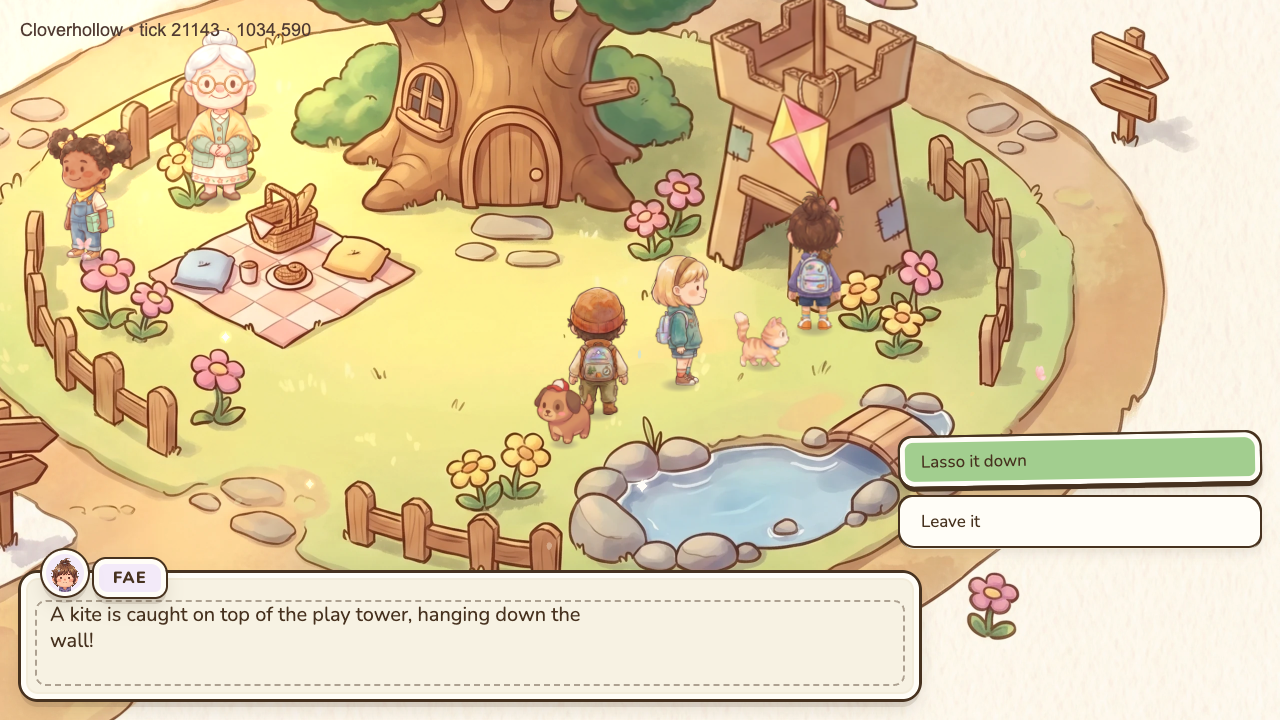 Cloverhollow • tick 21143 · 1034,590
Lasso it down
Leave it
FAE
A kite is caught on top of the play tower, hanging down the
wall!